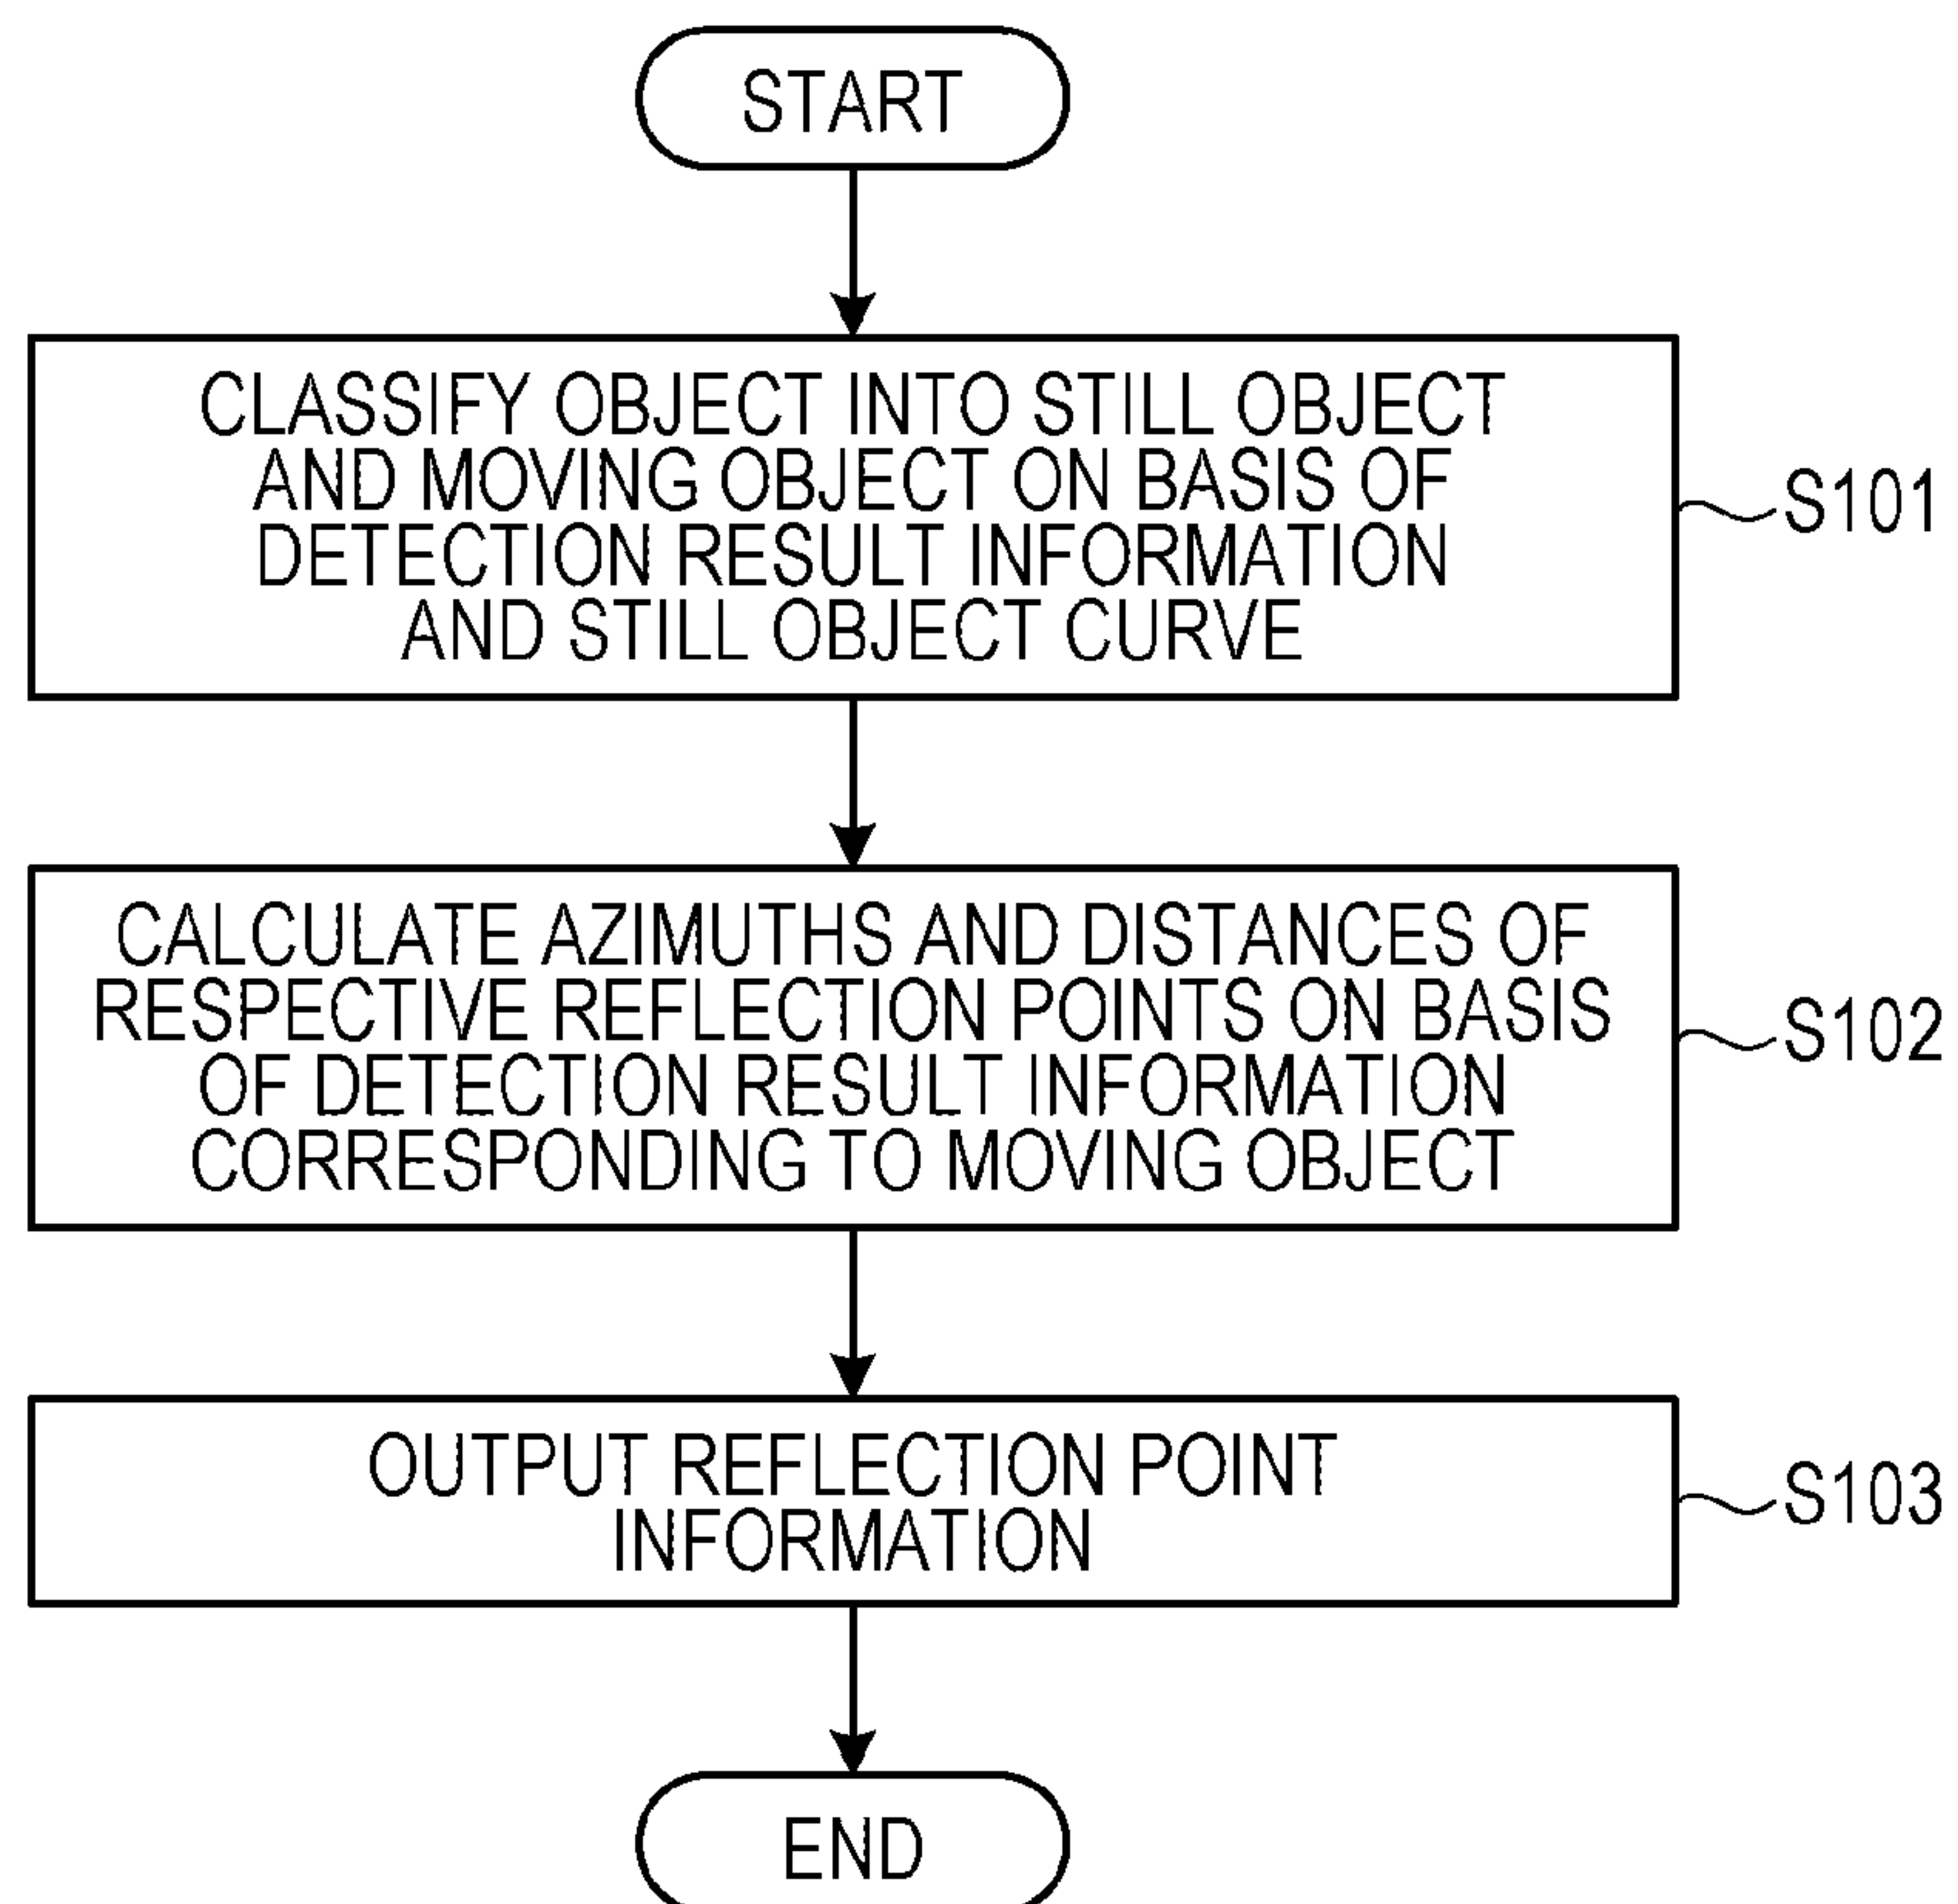 START
CLASSIFY OBJECT INTO STILL OBJECT
AND MOVING OBJECT ON BASIS OF
DETECTION RESULT INFORMATION
AND STILL OBJECT CURVE
S101
CALCULATE AZIMUTHS AND DISTANCES OF
RESPECTIVE REFLECTION POINTS ON BASIS
OF DETECTION RESULT INFORMATION
CORRESPONDING TO MOVING OBJECT
S102
OUTPUT REFLECTION POINT
INFORMATION
S103
END